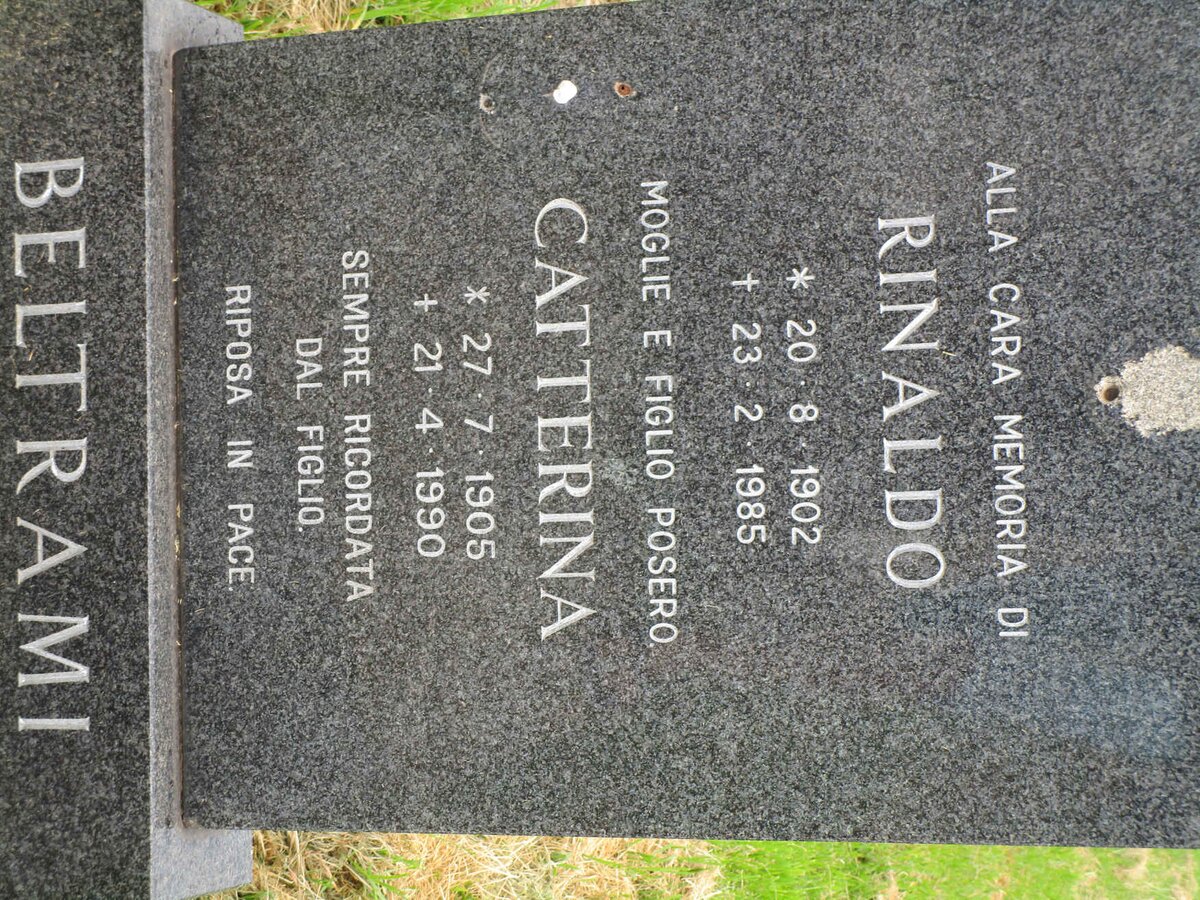 ALLA CARA MEMORIA DI
RINALDO
* 20·8·1902
+ 23·2·1985
MOGLIE E FIGLIO POSERO.
CATTERINA
* 27·7·1905
+ 21·4·1990
SEMPRE RICORDATA
DAL FIGLIO.
RIPOSA IN PACE.
BELTRAMI